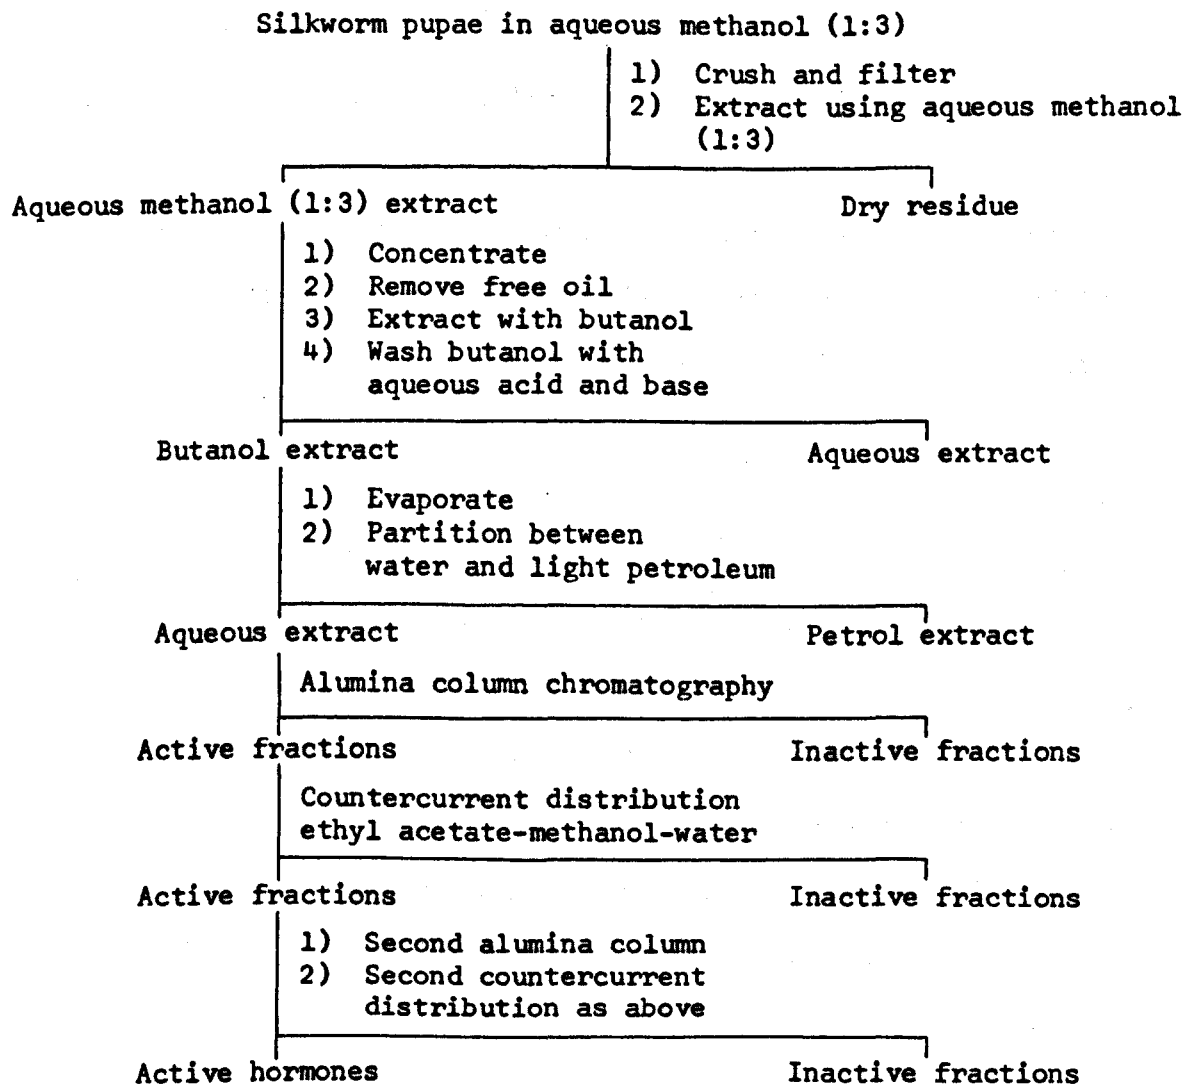 Silkworm pupae in aqueous methanol (1:3)
1) Crush and filter
2) Extract using aqueous methanol
(1:3)
Aqueous methanol (1:3) extract
Dry residue
1) Concentrate
2) Remove free oil
3) Extract with butanol
4) Wash butanol with
aqueous acid and base
Butanol extract
Aqueous extract
1) Evaporate
2) Partition between
water and light petroleum
Aqueous extract
Petrol extract
Alumina column chromatography
Active fractions
Inactive fractions
Countercurrent distribution
ethyl acetate-methanol-water
Active fractions
Inactive fractions
1) Second alumina column
2) Second countercurrent
distribution as above
Active hormones
Inactive fractions